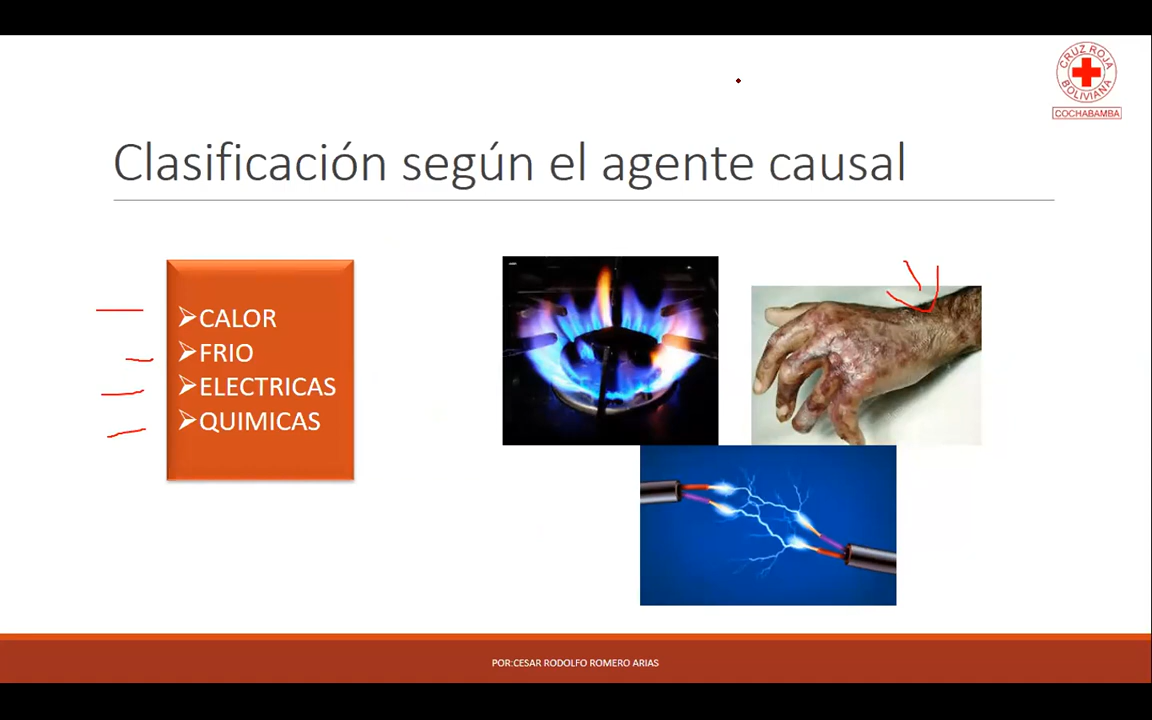 CRUZ ROJA
BOLIVIANA
COCHABAMBA
Clasificación según el agente causal
CALOR
FRIO
ELECTRICAS
QUIMICAS
POR:CESAR RODOLFO ROMERO ARIAS